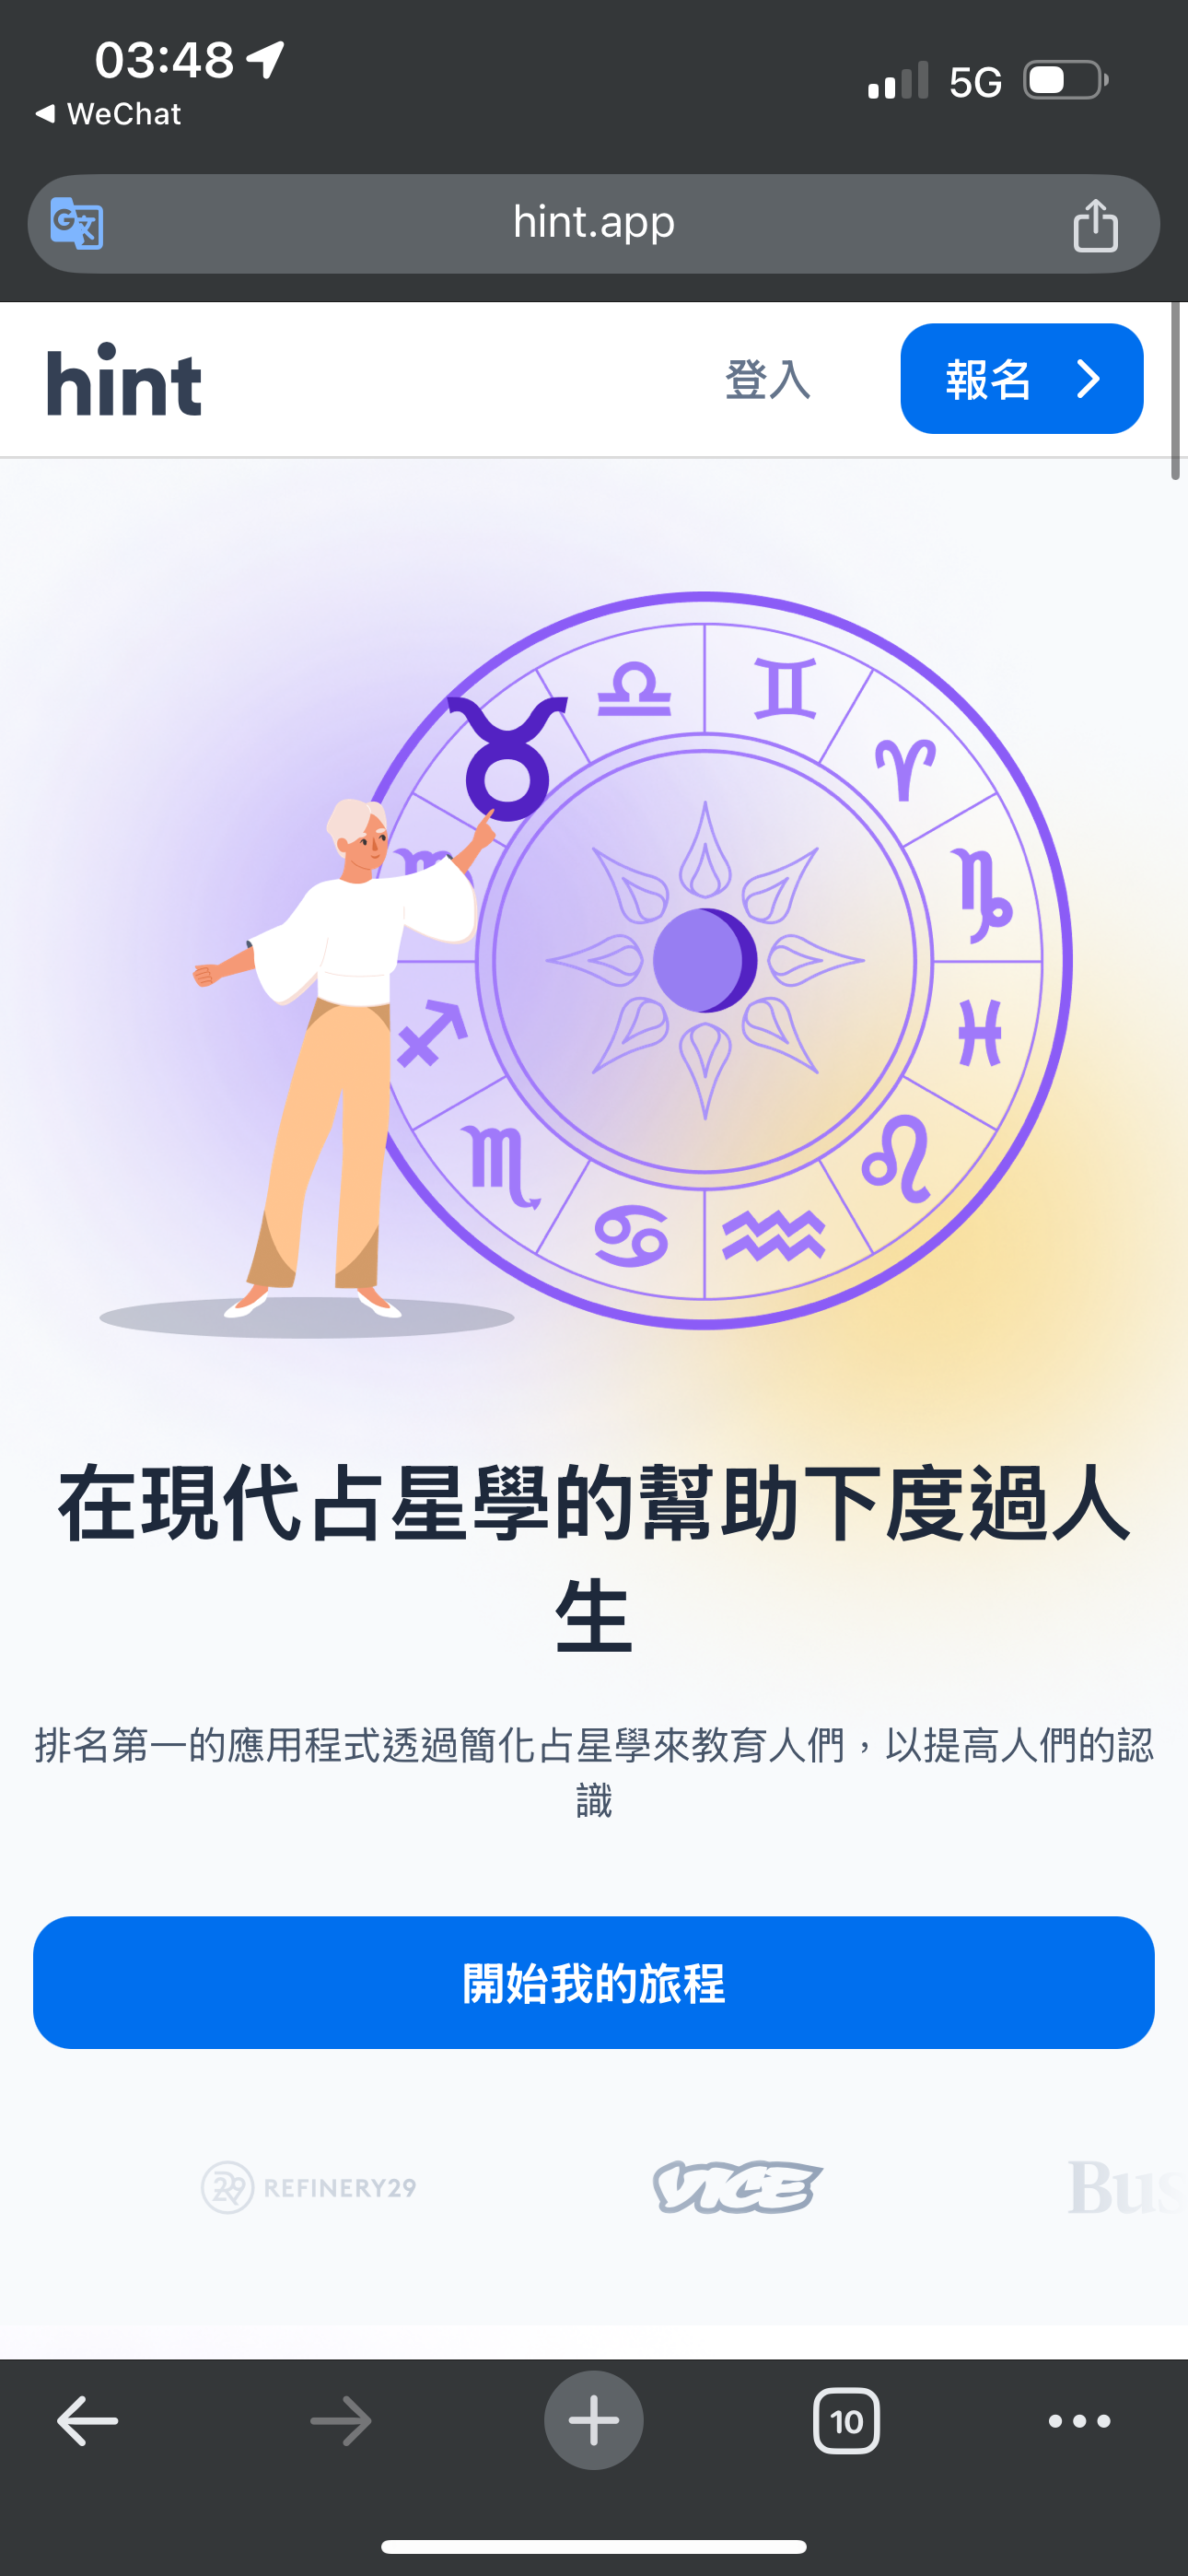 03:48
5G
WeChat
hint.app
hint
登入
報名
在現代占星學的幫助下度過人
生
排名第一的應用程式透過簡化占星學來教育人們，以提高人們的認
識
開始我的旅程
REFINERY29
VICE
Bus
10